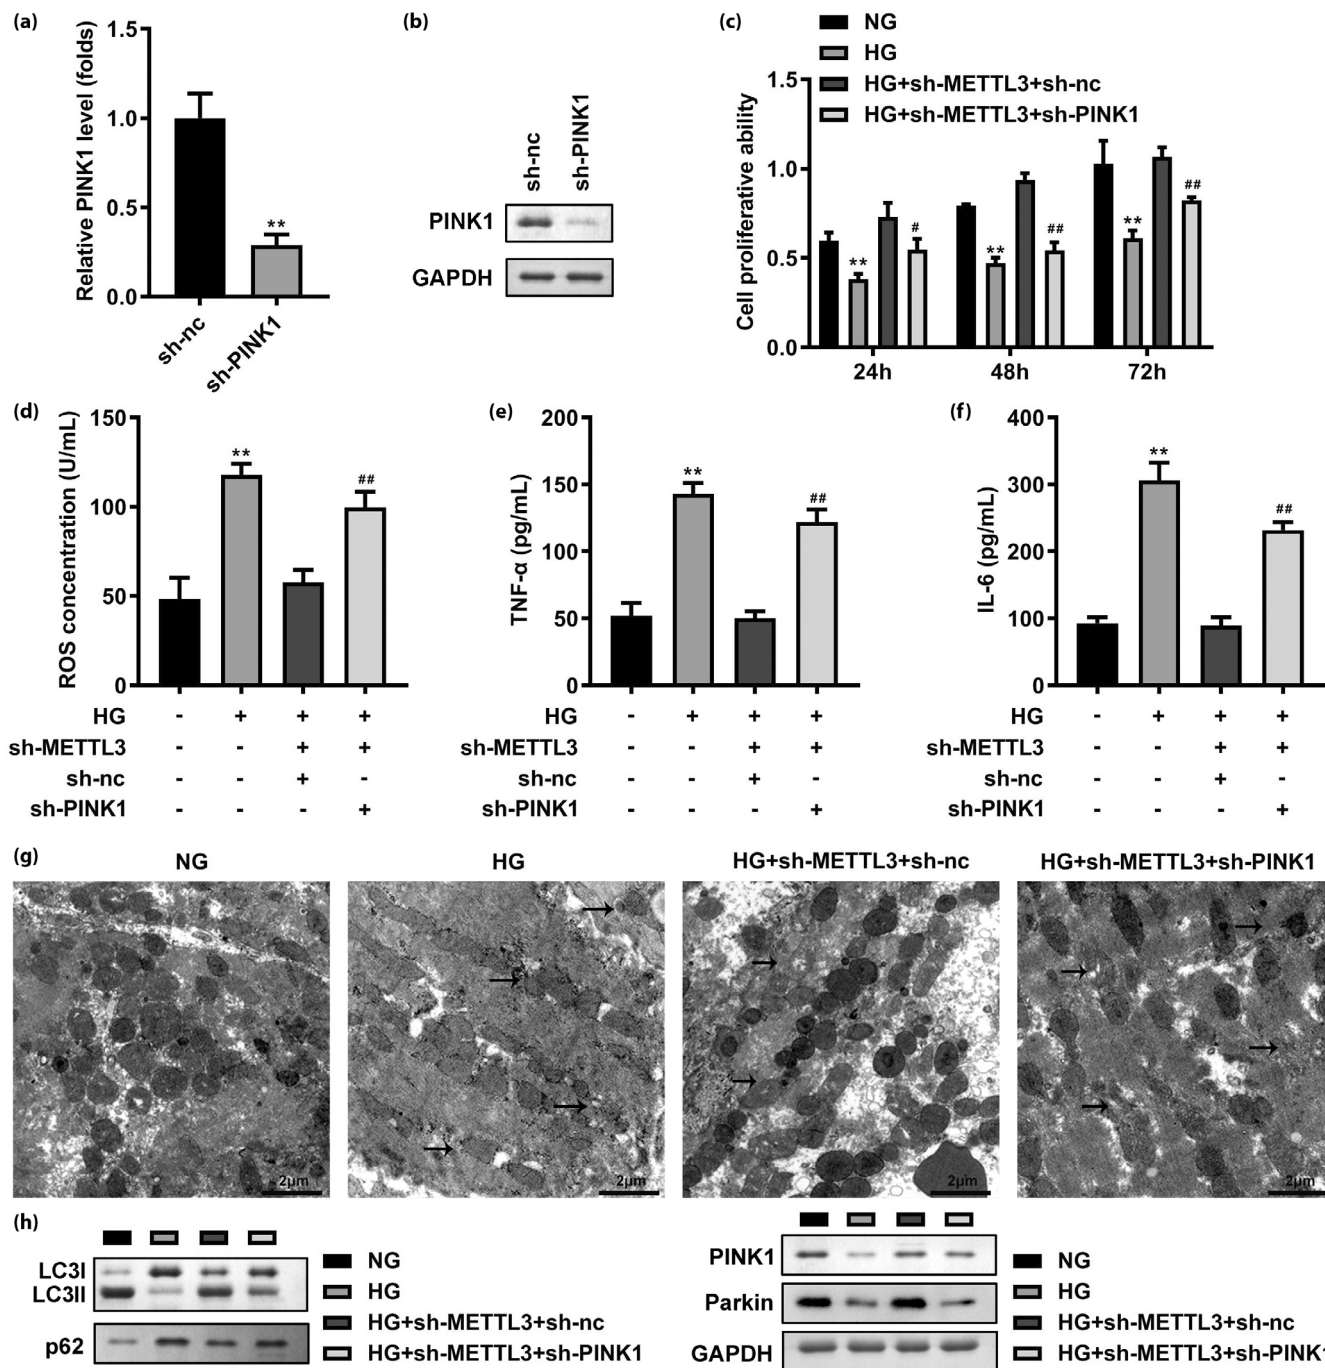 (a)
Relative PINK1 level (folds)
1.5
1.0
0.5
0.0
**
sh-nc
sh-PINK1
(b)
sh-nc
sh-PINK1
PINK1
GAPDH
(c)
NG
HG
HG+sh-METTL3+sh-nc
HG+sh-METTL3+sh-PINK1
Cell proliferative ability
1.5
1.0
0.5
0.0
** # ** ## ** ##
24h 48h 72h
(d)
ROS concentration (U/mL)
150
100
50
0
** ##
HG - + + +
sh-METTL3 - - + +
sh-nc - - + -
sh-PINK1 - - - +
(e)
TNF-α (pg/mL)
200
150
100
50
0
** ##
HG - + + +
sh-METTL3 - - + +
sh-nc - - + -
sh-PINK1 - - - +
(f)
IL-6 (pg/mL)
400
300
200
100
0
** ##
HG - + + +
sh-METTL3 - - + +
sh-nc - - + -
sh-PINK1 - - - +
(g)
NG HG HG+sh-METTL3+sh-nc HG+sh-METTL3+sh-PINK1
2μm 2μm 2μm 2μm
(h)
LC3I
LC3II
p62
NG
HG
HG+sh-METTL3+sh-nc
HG+sh-METTL3+sh-PINK1
PINK1
Parkin
GAPDH
NG
HG
HG+sh-METTL3+sh-nc
HG+sh-METTL3+sh-PINK1